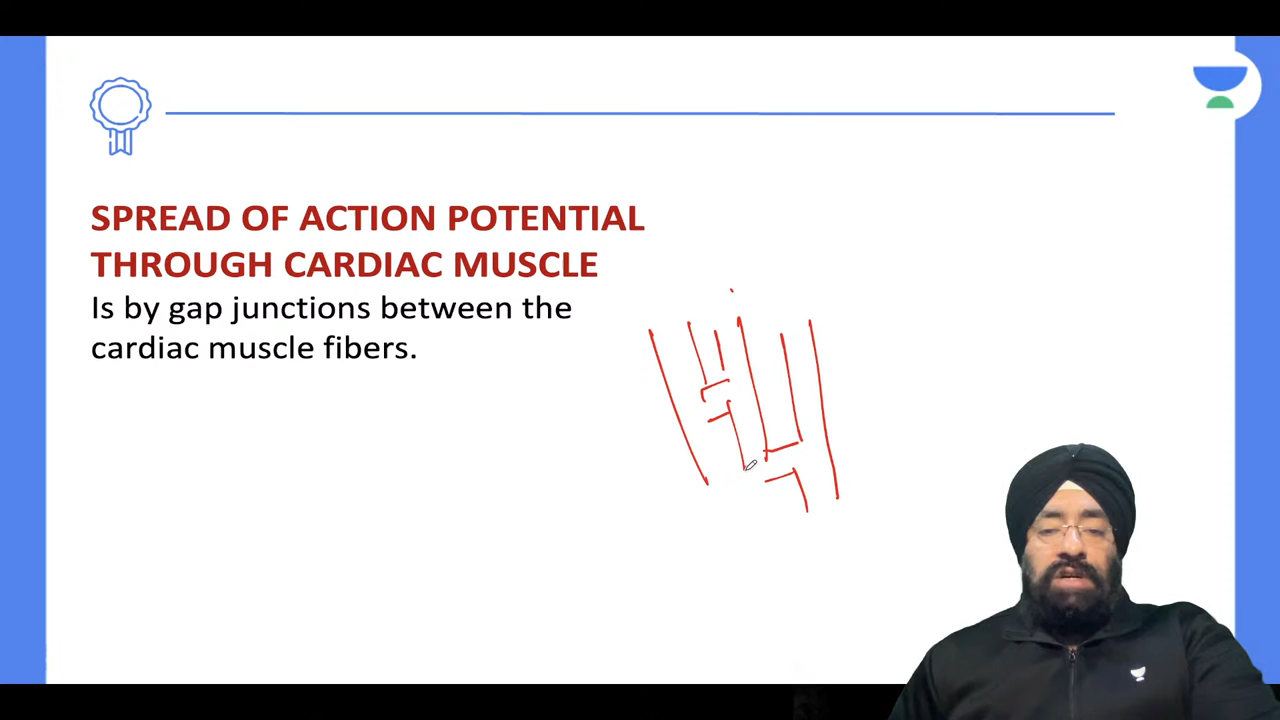 SPREAD OF ACTION POTENTIAL
THROUGH CARDIAC MUSCLE
Is by gap junctions between the
cardiac muscle fibers.